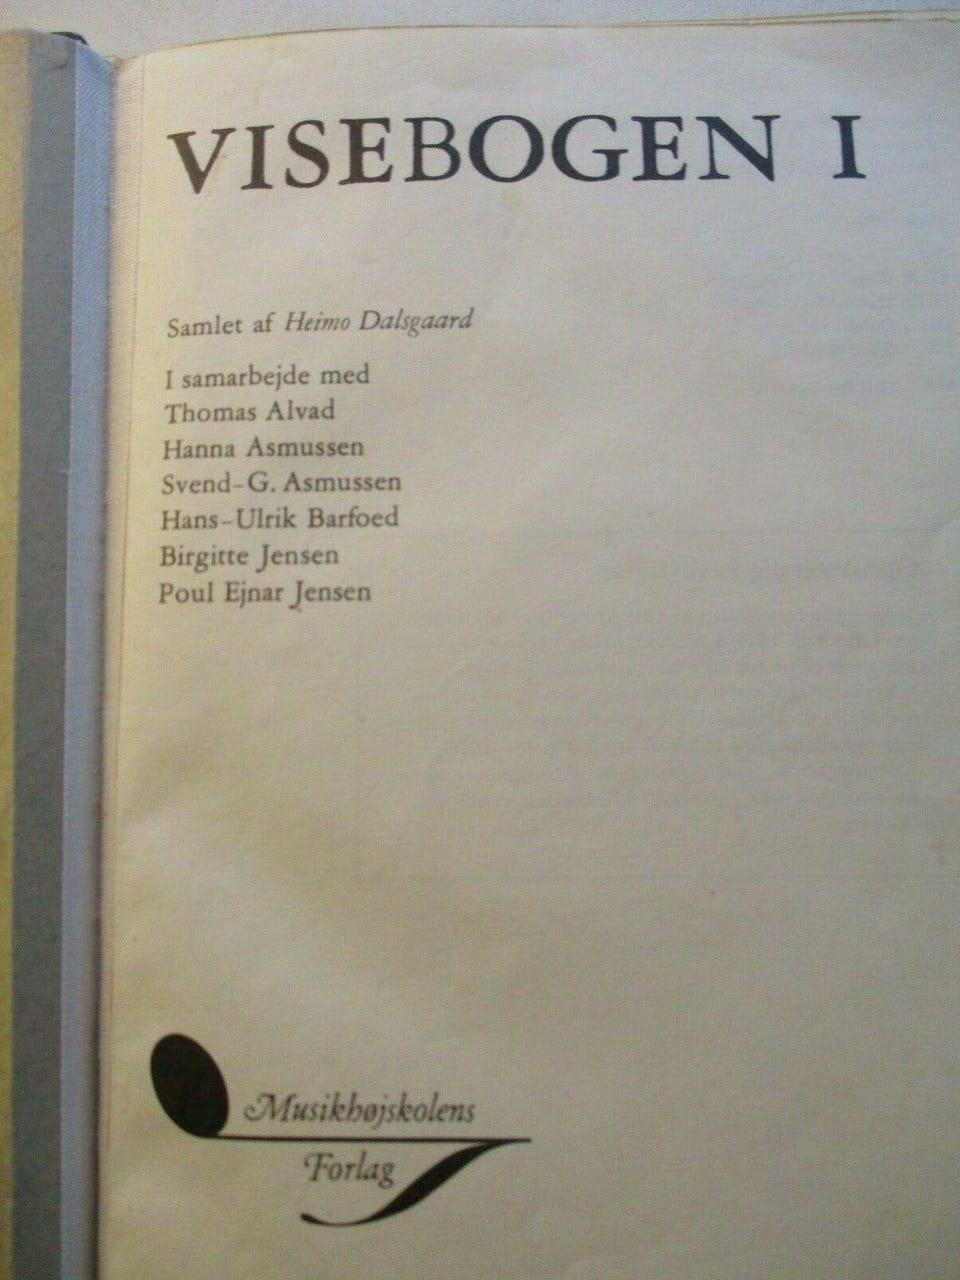 VISEBOGEN I
Samlet af Heimo Dalsgaard
I samarbejde med
Thomas Alvad
Hanna Asmussen
Svend-G. Asmussen
Hans-Ulrik Barfoed
Birgitte Jensen
Poul Ejnar Jensen
Musikhøjskolens
Forlag